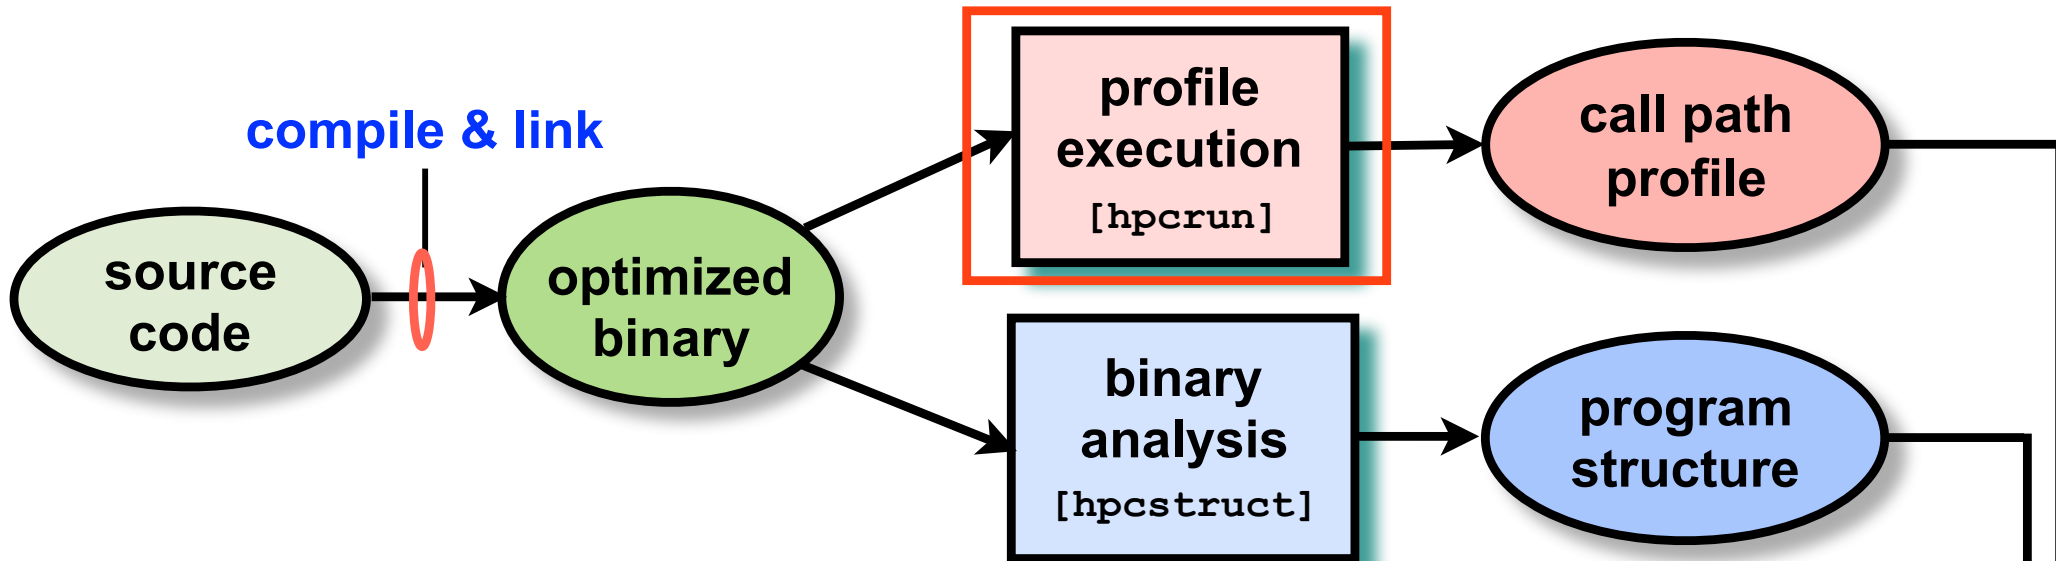 compile & link
source
code
optimized
binary
profile
execution
[hpcrun]
call path
profile
binary
analysis
[hpcstruct]
program
structure